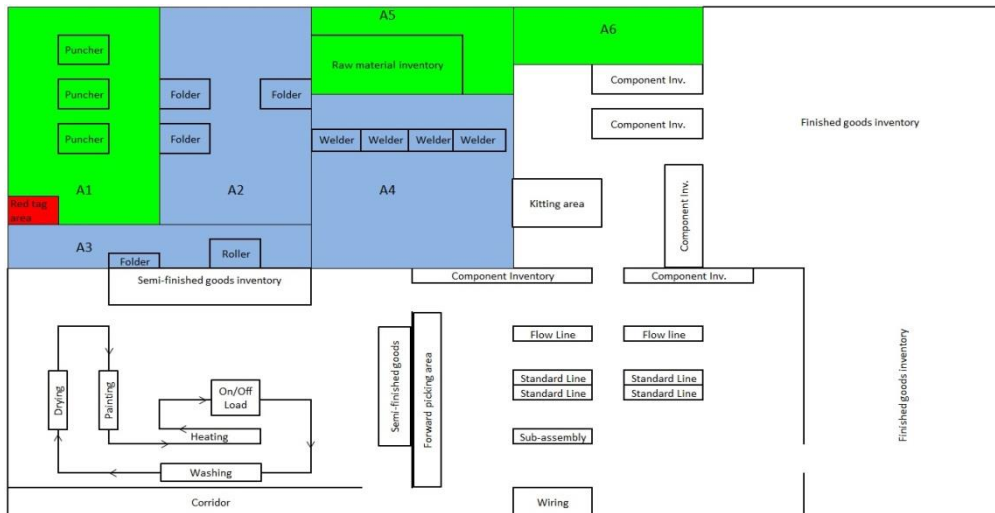 A5
A6
Puncher
Raw material inventory
Component Inv.
Puncher
Folder
Folder
Component Inv.
Finished goods inventory
Puncher
Folder
Welder
Welder
Welder
Welder
A1
A2
A4
Kitting area
Component Inv.
Red tag
area
A3
Folder
Roller
Semi-finished goods inventory
Component Inventory
Component Inv.
Flow Line
Flow line
Finished goods inventory
Drying
Painting
On/Off
Load
Semi-finished goods
Forward picking area
Standard Line
Standard Line
Standard Line
Standard Line
Heating
Sub-assembly
Washing
Corridor
Wiring